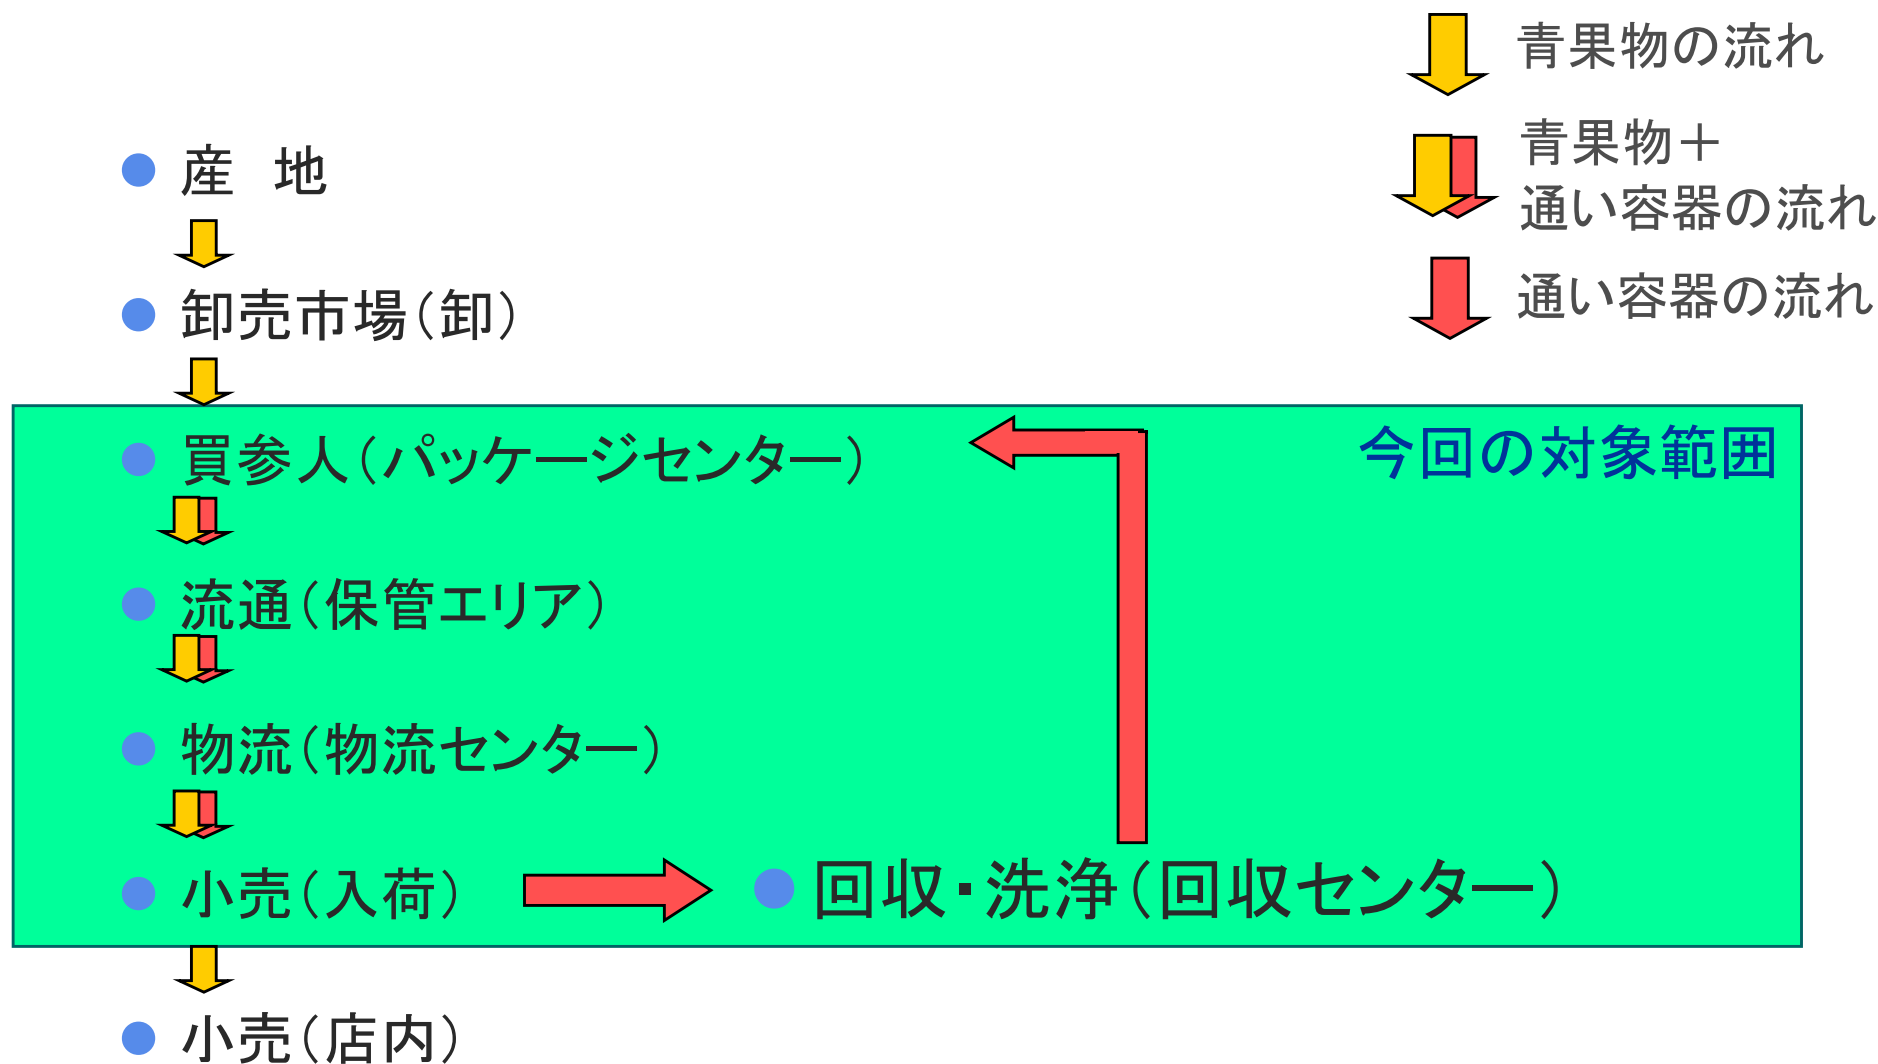 青果物の流れ
青果物＋
通い容器の流れ
通い容器の流れ
産　地
卸売市場（卸）
今回の対象範囲
買参人（パッケージセンター）
流通（保管エリア）
物流（物流センター）
小売（入荷）
回収・洗浄（回収センター）
小売（店内）